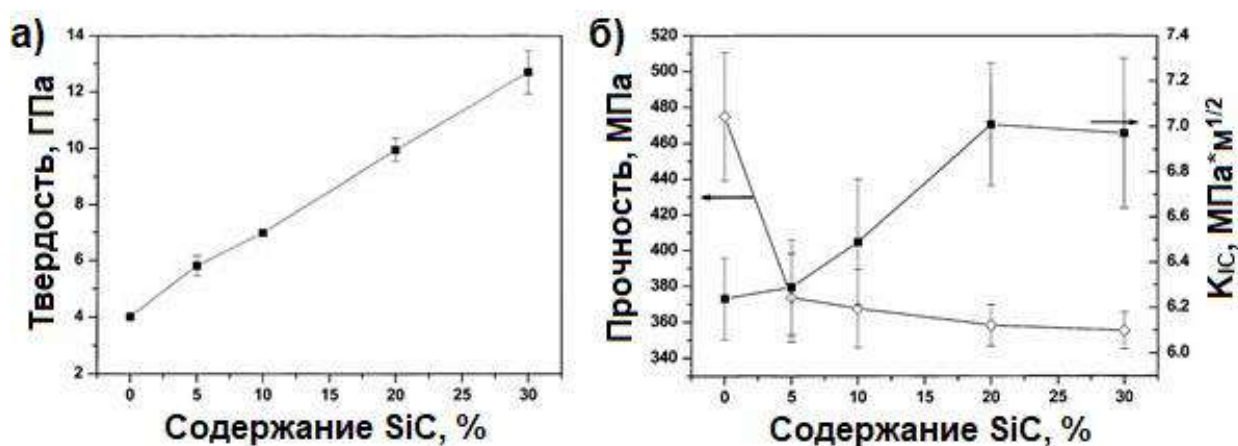 а)
14
12
10
8
6
4
2
0 5 10 15 20 25 30
Твердость, ГПа
Содержание SiC, %
б)
520
500
480
460
440
420
400
380
360
340
0 5 10 15 20 25 30
Прочность, МПа
Содержание SiC, %
7.4
7.2
7.0
6.8
6.6
6.4
6.2
6.0
K_IC, МПа*м^1/2